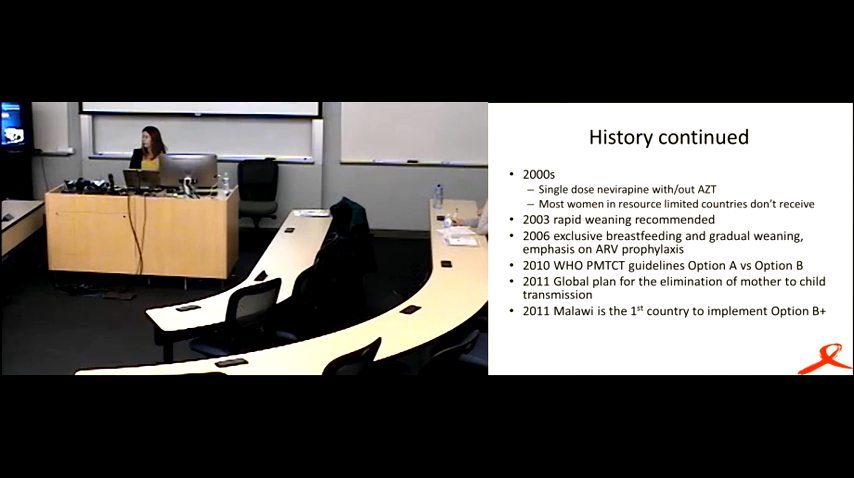 History continued
• 2000s
– Single dose nevirapine with/out AZT
– Most women in resource limited countries don't receive
• 2003 rapid weaning recommended
• 2006 exclusive breastfeeding and gradual weaning,
emphasis on ARV prophylaxis
• 2010 WHO PMTCT guidelines Option A vs Option B
• 2011 Global plan for the elimination of mother to child
transmission
• 2011 Malawi is the 1st country to implement Option B+